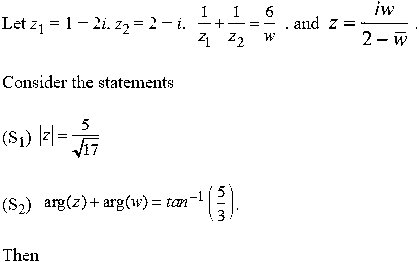 Let z₁ = 1 − 2i. z₂ = 2 − i. 1/z₁ + 1/z₂ = 6/w . and z = iw/(2 − w̅) .
Consider the statements
(S₁) |z| = 5/√17
(S₂) arg(z) + arg(w) = tan⁻¹(5/3).
Then